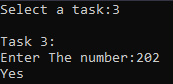 Select a task:3
Task 3:
Enter The number:202
Yes